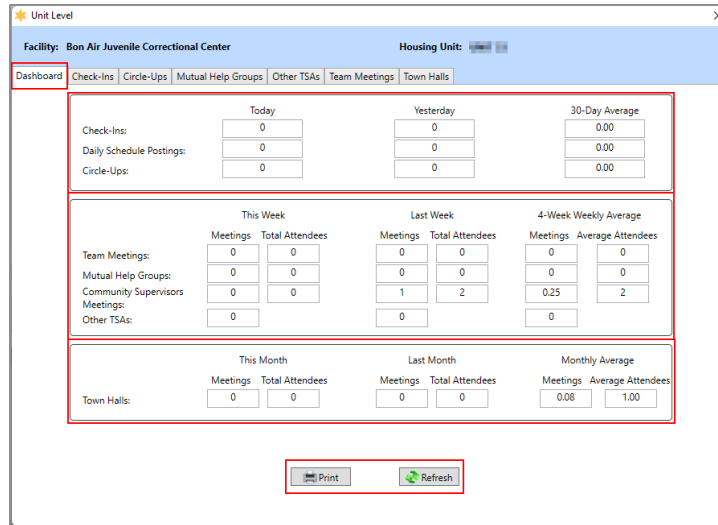 Unit Level
Facility: Bon Air Juvenile Correctional Center Housing Unit:
Dashboard Check-Ins Circle-Ups Mutual Help Groups Other TSAs Team Meetings Town Halls
Today Yesterday 30-Day Average
Check-Ins: 0 0 0.00
Daily Schedule Postings: 0 0 0.00
Circle-Ups: 0 0 0.00
This Week Last Week 4-Week Weekly Average
Meetings Total Attendees Meetings Total Attendees Meetings Average Attendees
Team Meetings: 0 0 0 0 0 0
Mutual Help Groups: 0 0 0 0 0 0
Community Supervisors 0 0 1 2 0.25 2
Meetings:
Other TSAs: 0 0 0
This Month Last Month Monthly Average
Meetings Total Attendees Meetings Total Attendees Meetings Average Attendees
Town Halls: 0 0 0 0 0.08 1.00
Print Refresh